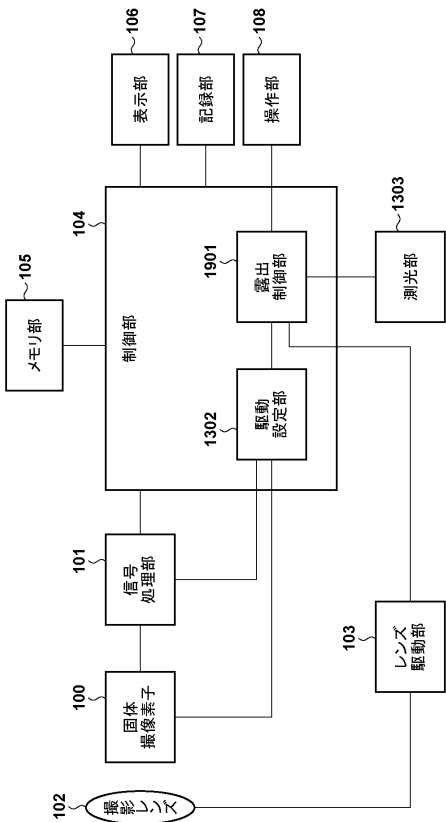 102
撮影レンズ
100
固体
撮像素子
101
信号
処理部
103
レンズ
駆動部
105
メモリ部
104
制御部
1302
駆動
設定部
1901
露出
制御部
1303
測光部
106
表示部
107
記録部
108
操作部